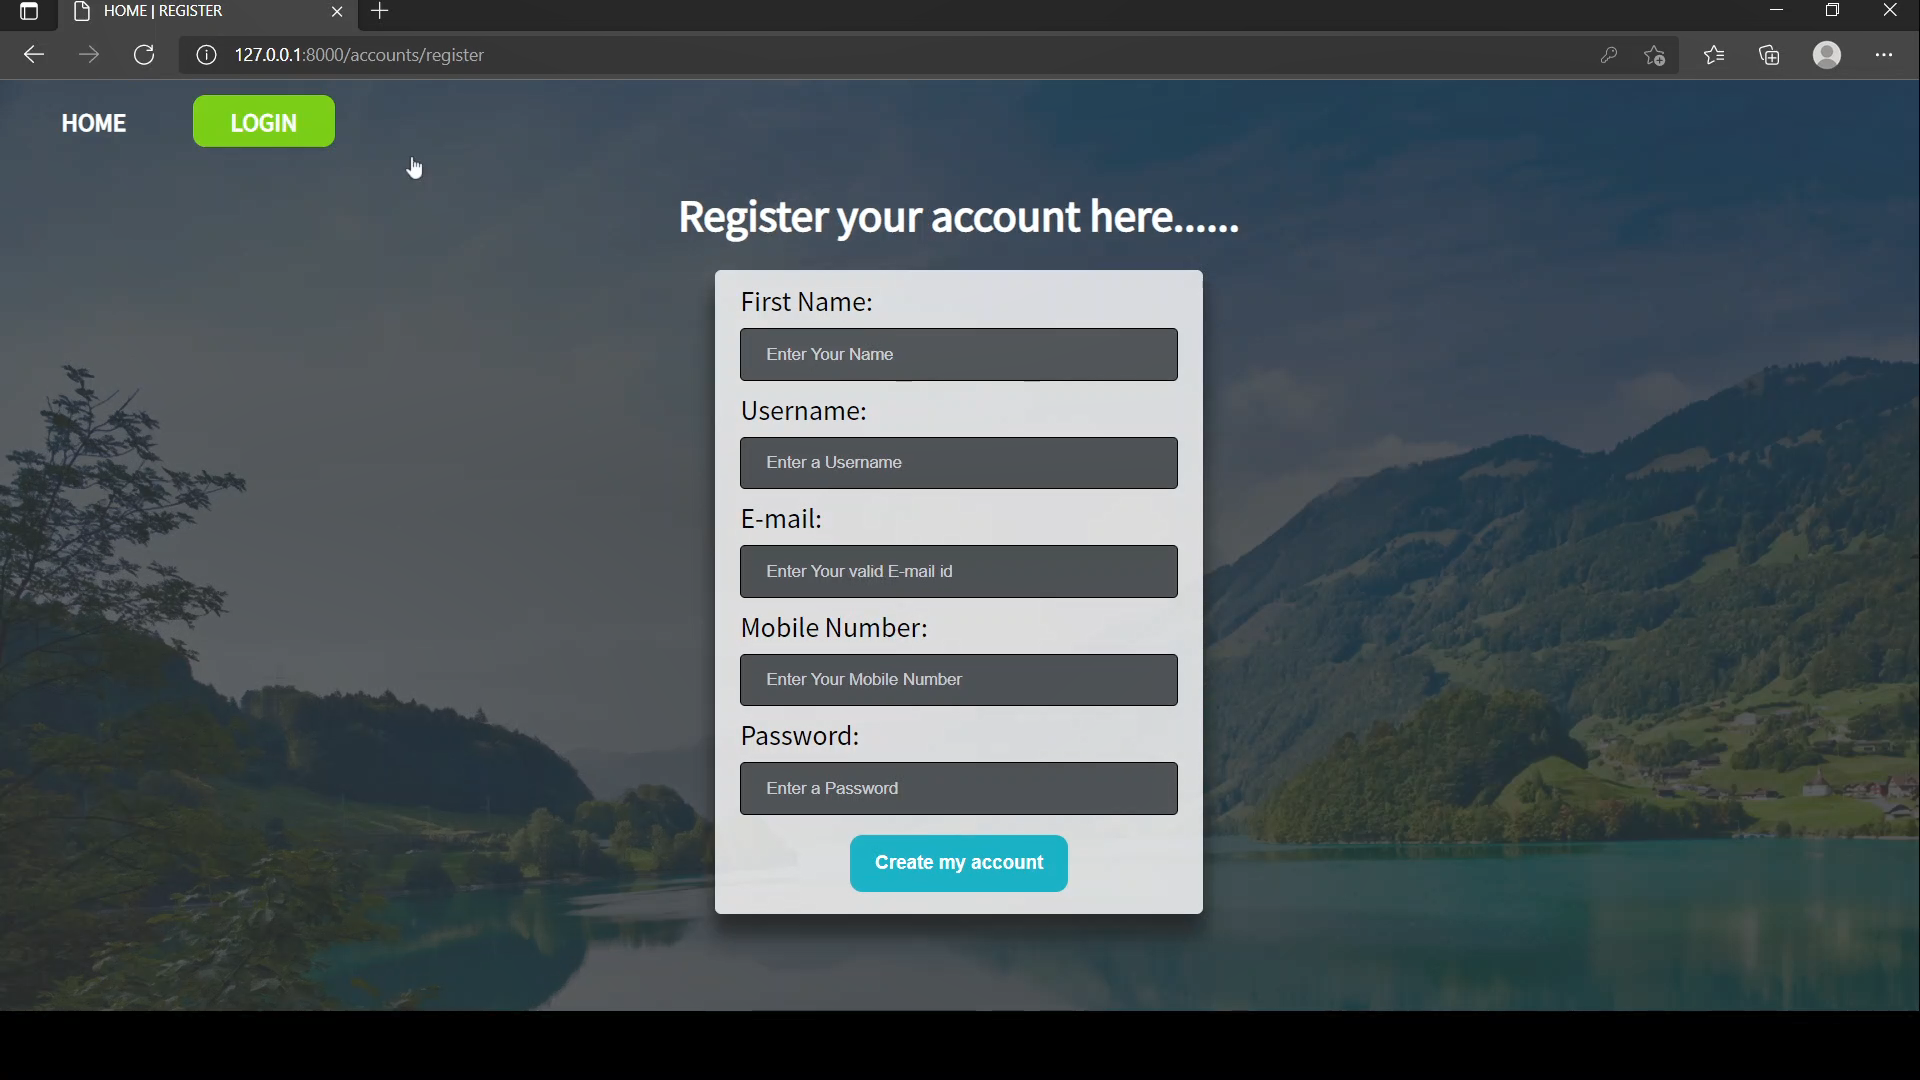 HOME | REGISTER
127.0.0.1:8000/accounts/register
HOME
LOGIN
Register your account here......
First Name:
Enter Your Name
Username:
Enter a Username
E-mail:
Enter Your valid E-mail id
Mobile Number:
Enter Your Mobile Number
Password:
Enter a Password
Create my account